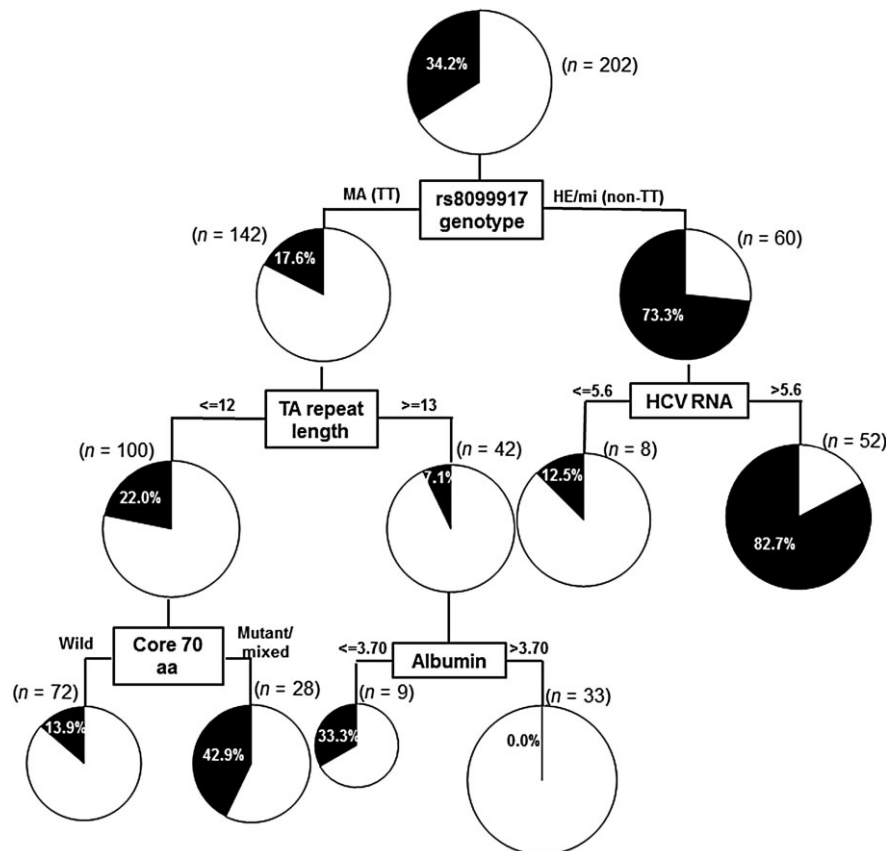 34.2%
(n = 202)
MA (TT)
rs8099917
genotype
HE/mi (non-TT)
(n = 142)
17.6%
(n = 60)
73.3%
<=12
TA repeat
length
>=13
<=5.6
HCV RNA
>5.6
(n = 100)
22.0%
(n = 42)
7.1%
(n = 8)
12.5%
(n = 52)
82.7%
Wild
Core 70
aa
Mutant/
mixed
<=3.70
Albumin
>3.70
(n = 72)
13.9%
(n = 28)
42.9%
(n = 9)
33.3%
(n = 33)
0.0%